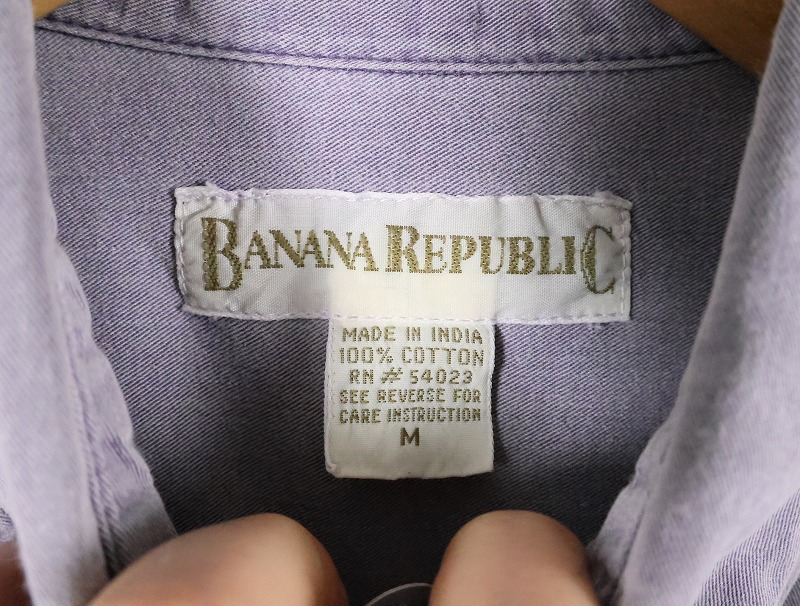 BANANA REPUBLIC
MADE IN INDIA
100% COTTON
RN # 54023
SEE REVERSE FOR
CARE INSTRUCTION
M